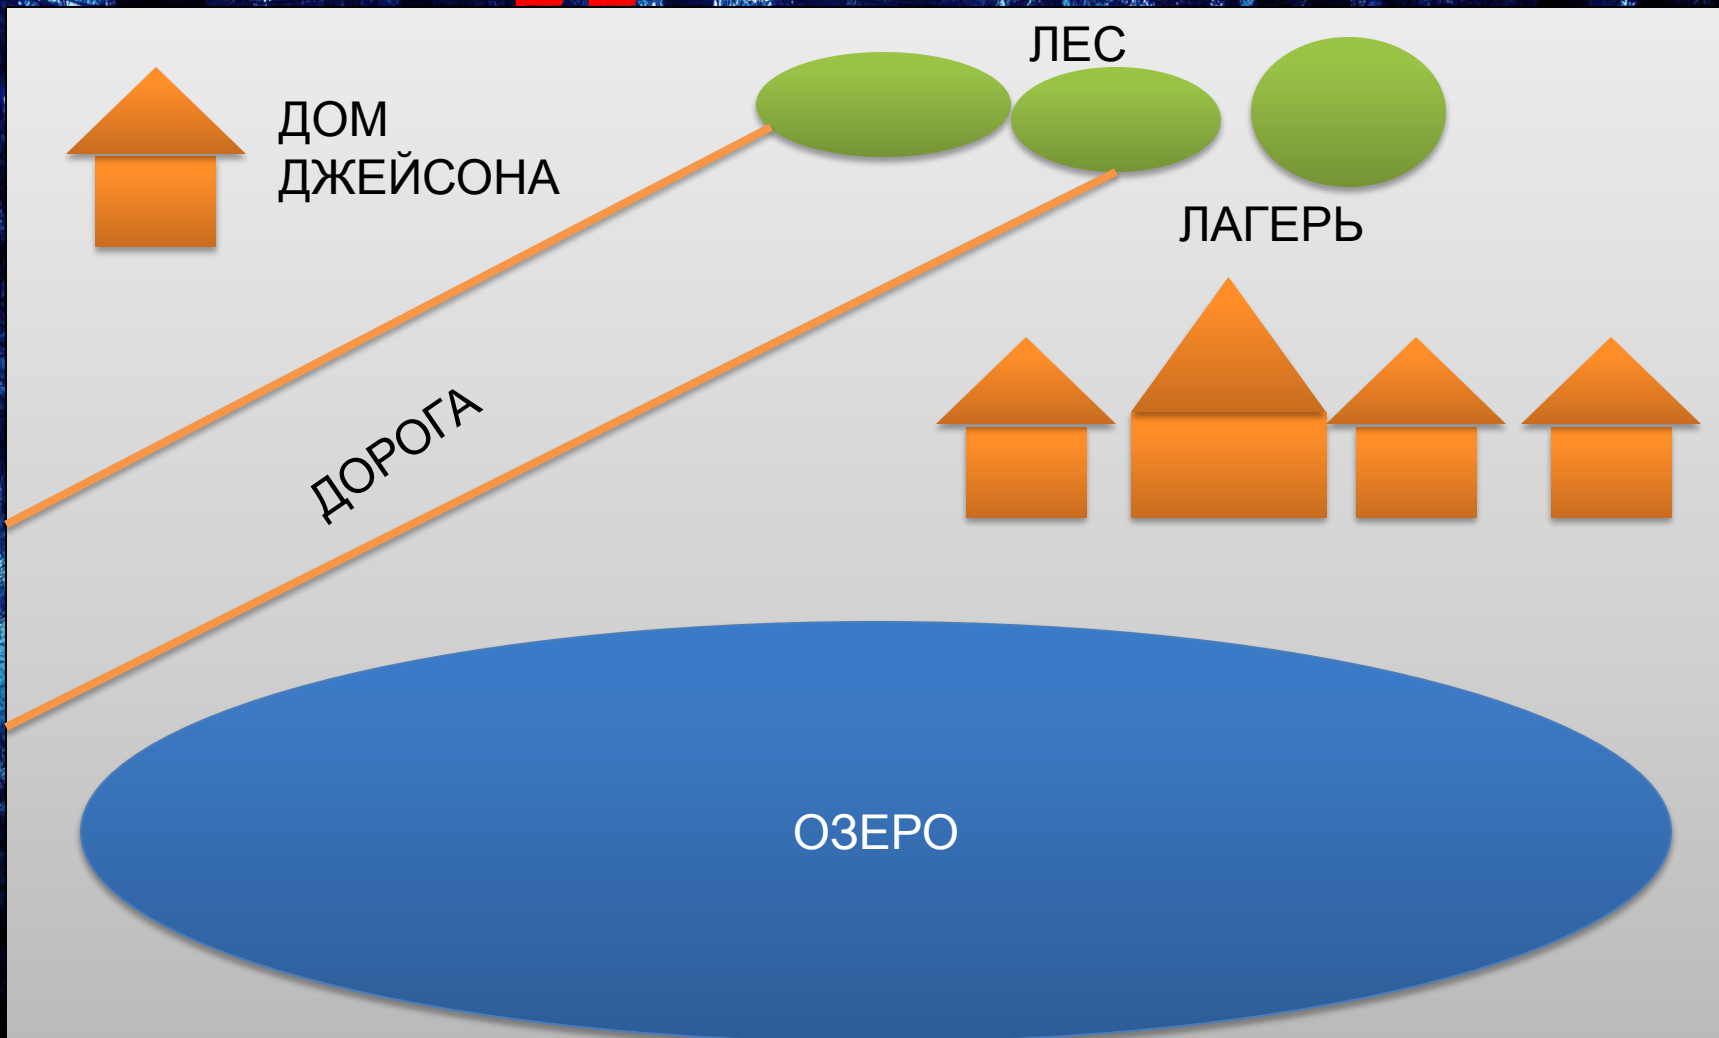 ЛЕС
ДОМ
ДЖЕЙСОНА
ЛАГЕРЬ
ДОРОГА
ОЗЕРО